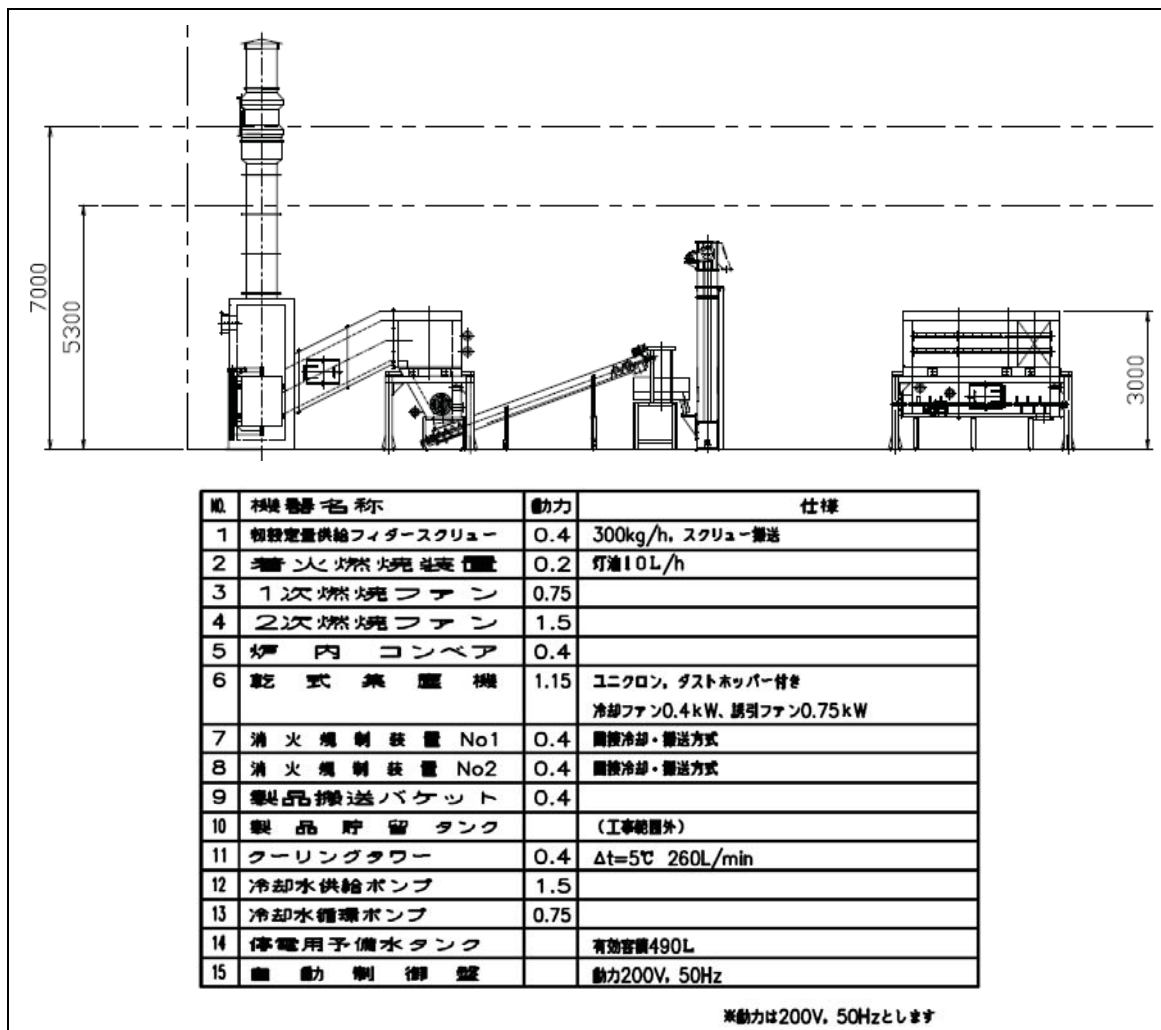 7000
5300
3000
NO. 機器名称 動力 仕様
1 籾殻定量供給フィダースクリュー 0.4 300kg/h, スクリュー搬送
2 着火燃焼装置 0.2 灯油10L/h
3 1次燃焼ファン 0.75
4 2次燃焼ファン 1.5
5 炉内コンベア 0.4
6 乾式集塵機 1.15 ユニクロン, ダストホッパー付き
冷却ファン0.4kW、誘引ファン0.75kW
7 消火規制装置 No1 0.4 間接冷却・搬送方式
8 消火規制装置 No2 0.4 間接冷却・搬送方式
9 製品搬送バケット 0.4
10 製品貯留タンク (工事範囲外)
11 クーリングタワー 0.4 Δt=5℃ 260L/min
12 冷却水供給ポンプ 1.5
13 冷却水循環ポンプ 0.75
14 停電用予備水タンク 有効容積490L
15 自動制御盤 動力200V, 50Hz
※動力は200V, 50Hzとします